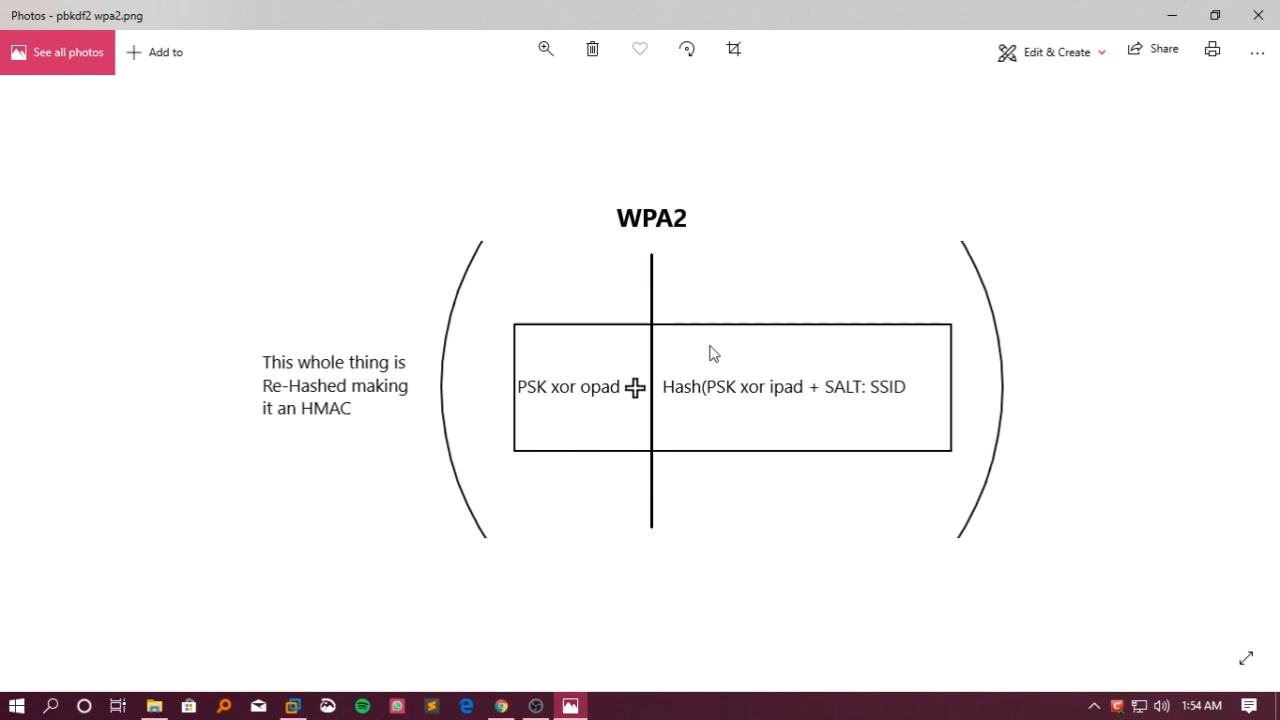 Photos - pbkdf2 wpa2.png
See all photos
Add to
Edit & Create
Share
WPA2
This whole thing is
Re-Hashed making
it an HMAC
PSK xor opad + Hash(PSK xor ipad + SALT: SSID
1:54 AM